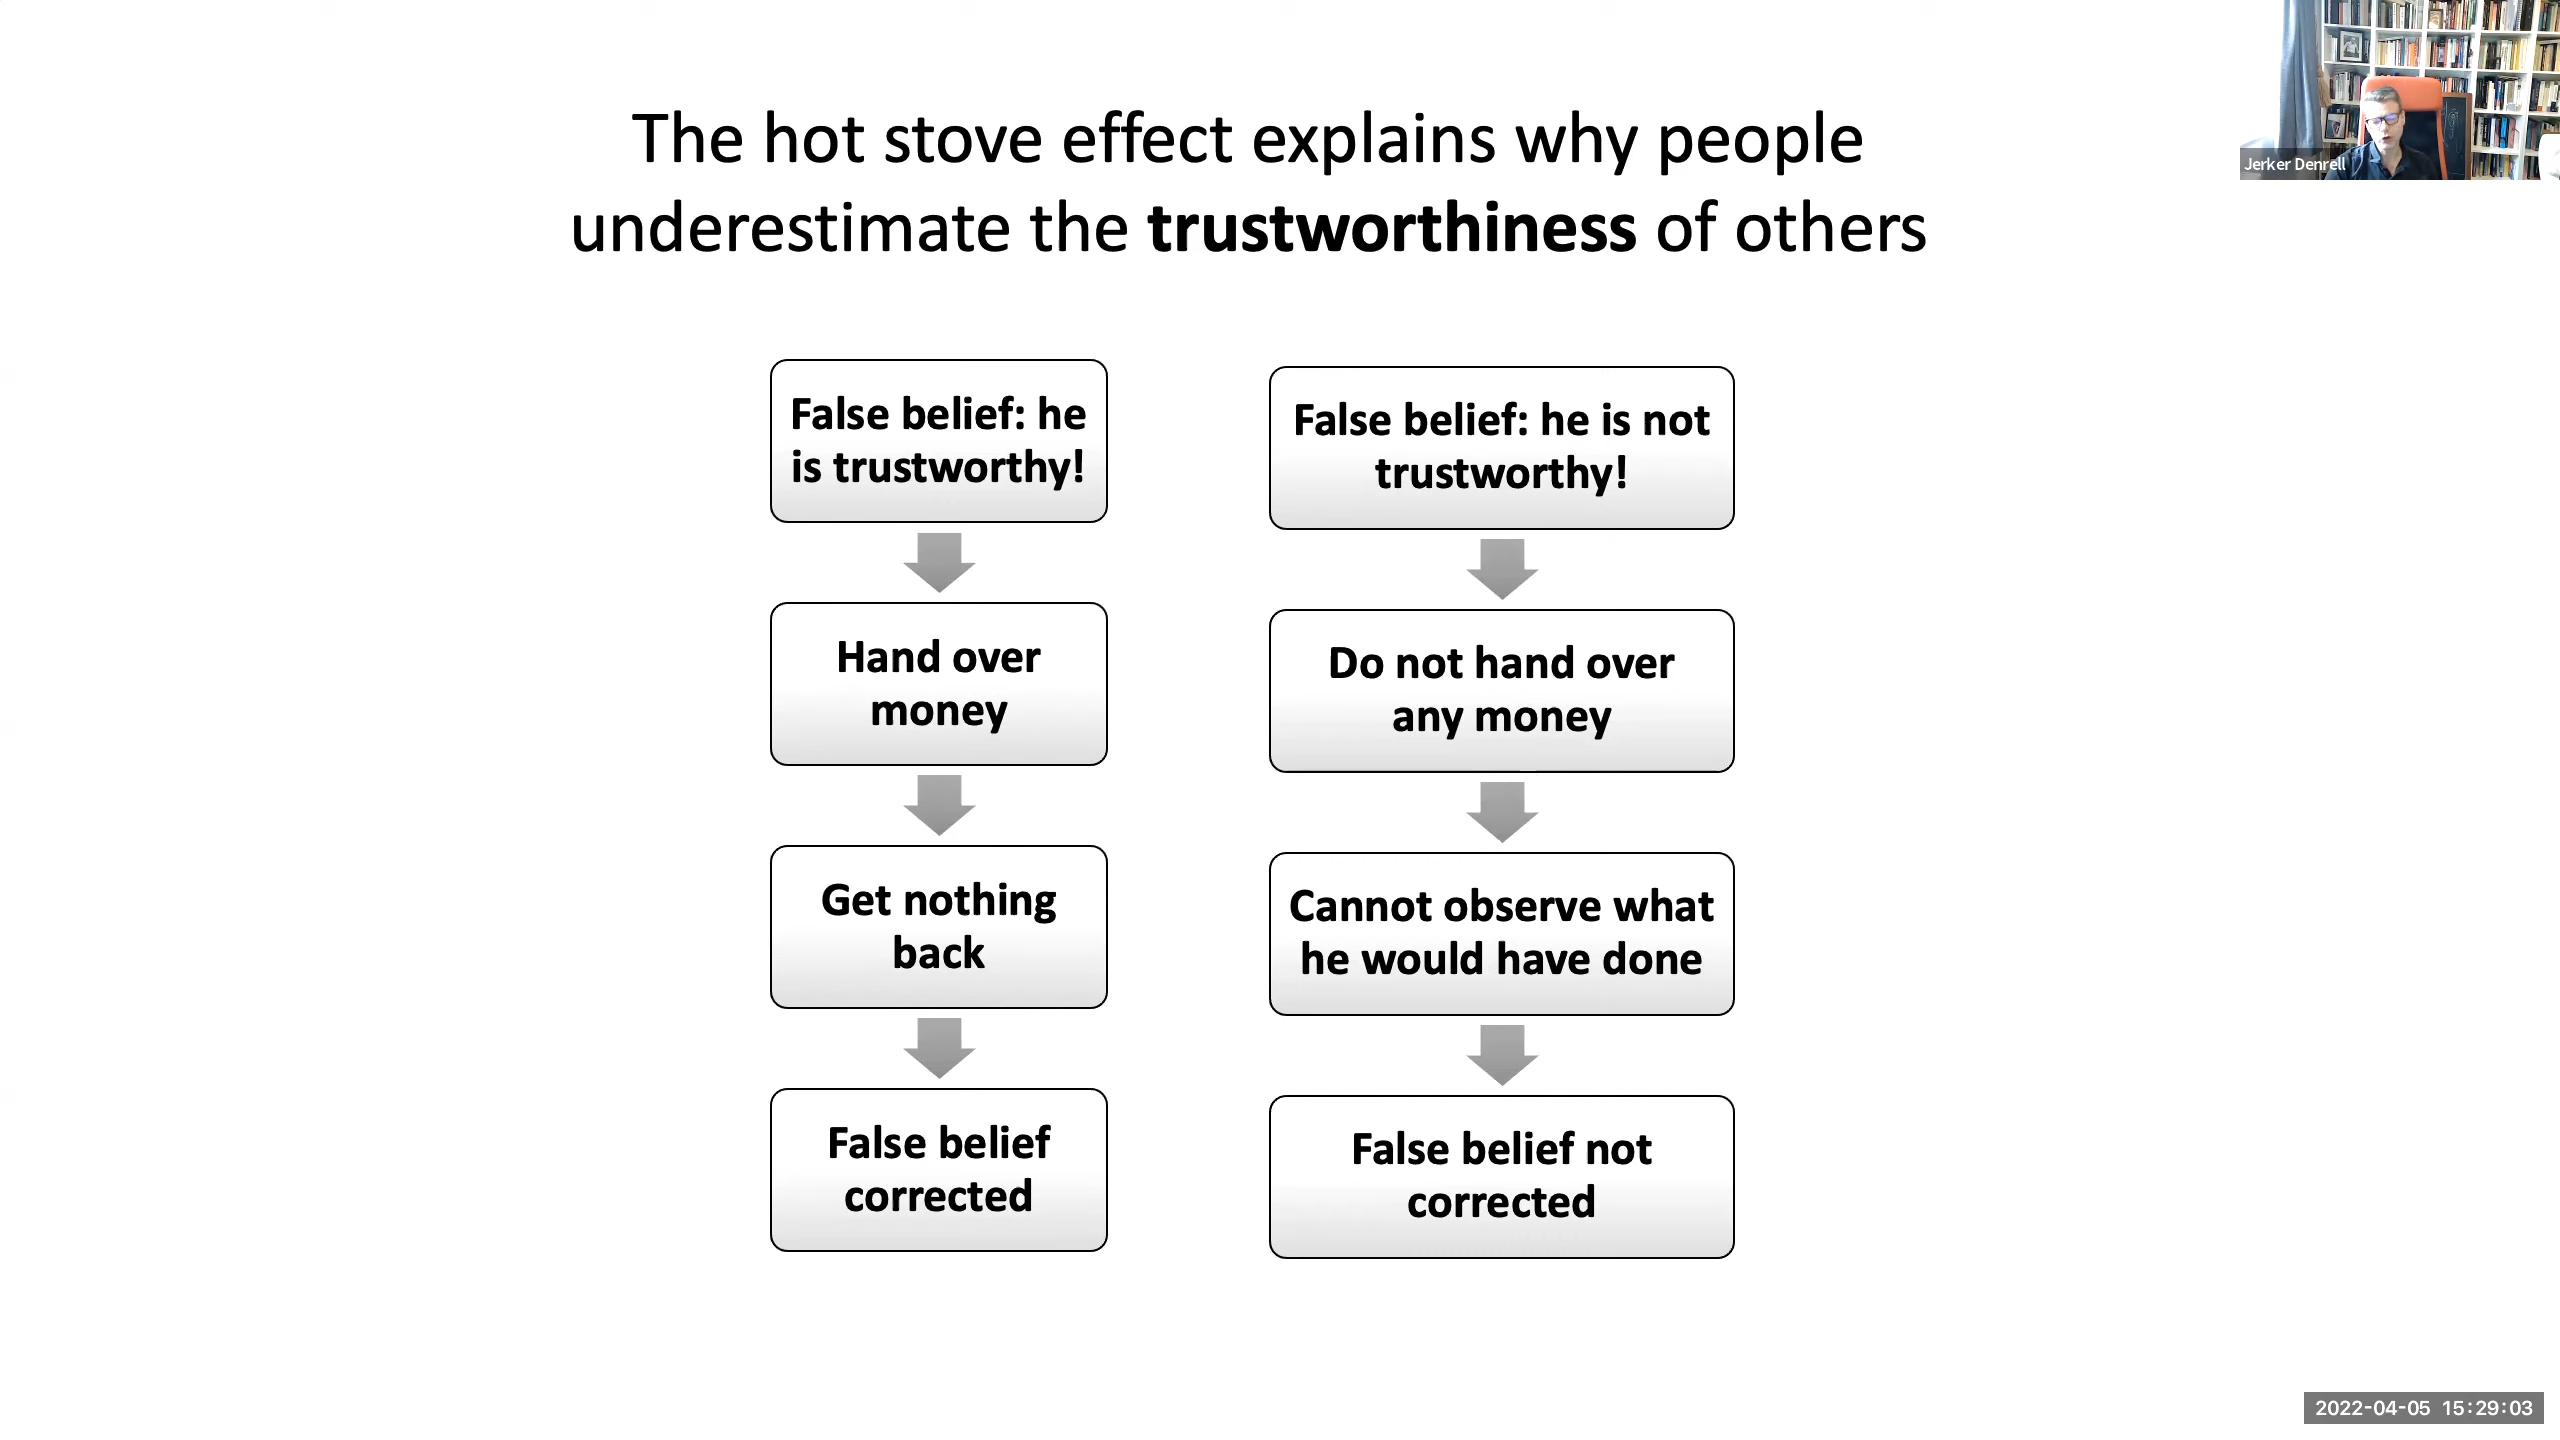 The hot stove effect explains why people
underestimate the trustworthiness of others
Jerker Denrell
False belief: he
is trustworthy!
Hand over
money
Get nothing
back
False belief
corrected
False belief: he is not
trustworthy!
Do not hand over
any money
Cannot observe what
he would have done
False belief not
corrected
2022-04-05 15:29:03